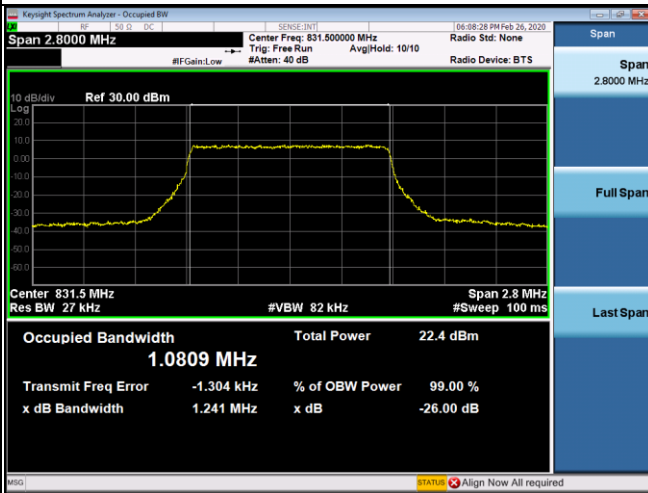 Keysight Spectrum Analyzer - Occupied BW
RF 50 Ω DC SENSE:INT 06:08:28 PM Feb 26, 2020
Span 2.8000 MHz Center Freq: 831.500000 MHz Radio Std: None
Trig: Free Run Avg|Hold: 10/10
#IFGain:Low #Atten: 40 dB Radio Device: BTS
10 dB/div Ref 30.00 dBm
Log
20.0
10.0
0.00
-10.0
-20.0
-30.0
-40.0
-50.0
-60.0
Center 831.5 MHz Span 2.8 MHz
Res BW 27 kHz #VBW 82 kHz #Sweep 100 ms
Occupied Bandwidth Total Power 22.4 dBm
1.0809 MHz
Transmit Freq Error -1.304 kHz % of OBW Power 99.00 %
x dB Bandwidth 1.241 MHz x dB -26.00 dB
MSG STATUS Align Now All required
Span
Span
2.8000 MHz
Full Span
Last Span